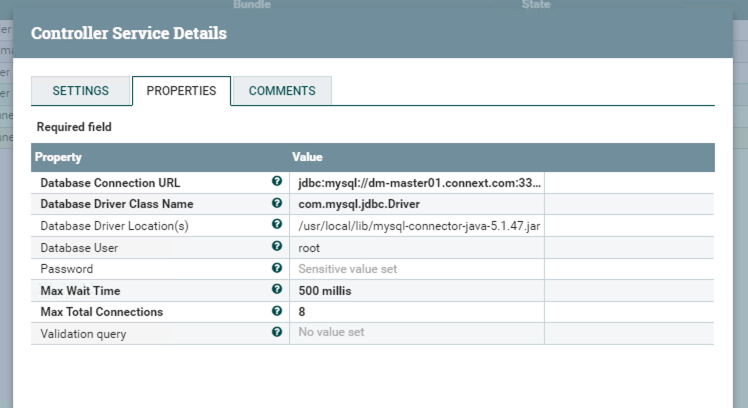 Bundle State
Controller Service Details
SETTINGS PROPERTIES COMMENTS
Required field
Property Value
Database Connection URL jdbc:mysql://dm-master01.connext.com:33...
Database Driver Class Name com.mysql.jdbc.Driver
Database Driver Location(s) /usr/local/lib/mysql-connector-java-5.1.47.jar
Database User root
Password Sensitive value set
Max Wait Time 500 millis
Max Total Connections 8
Validation query No value set